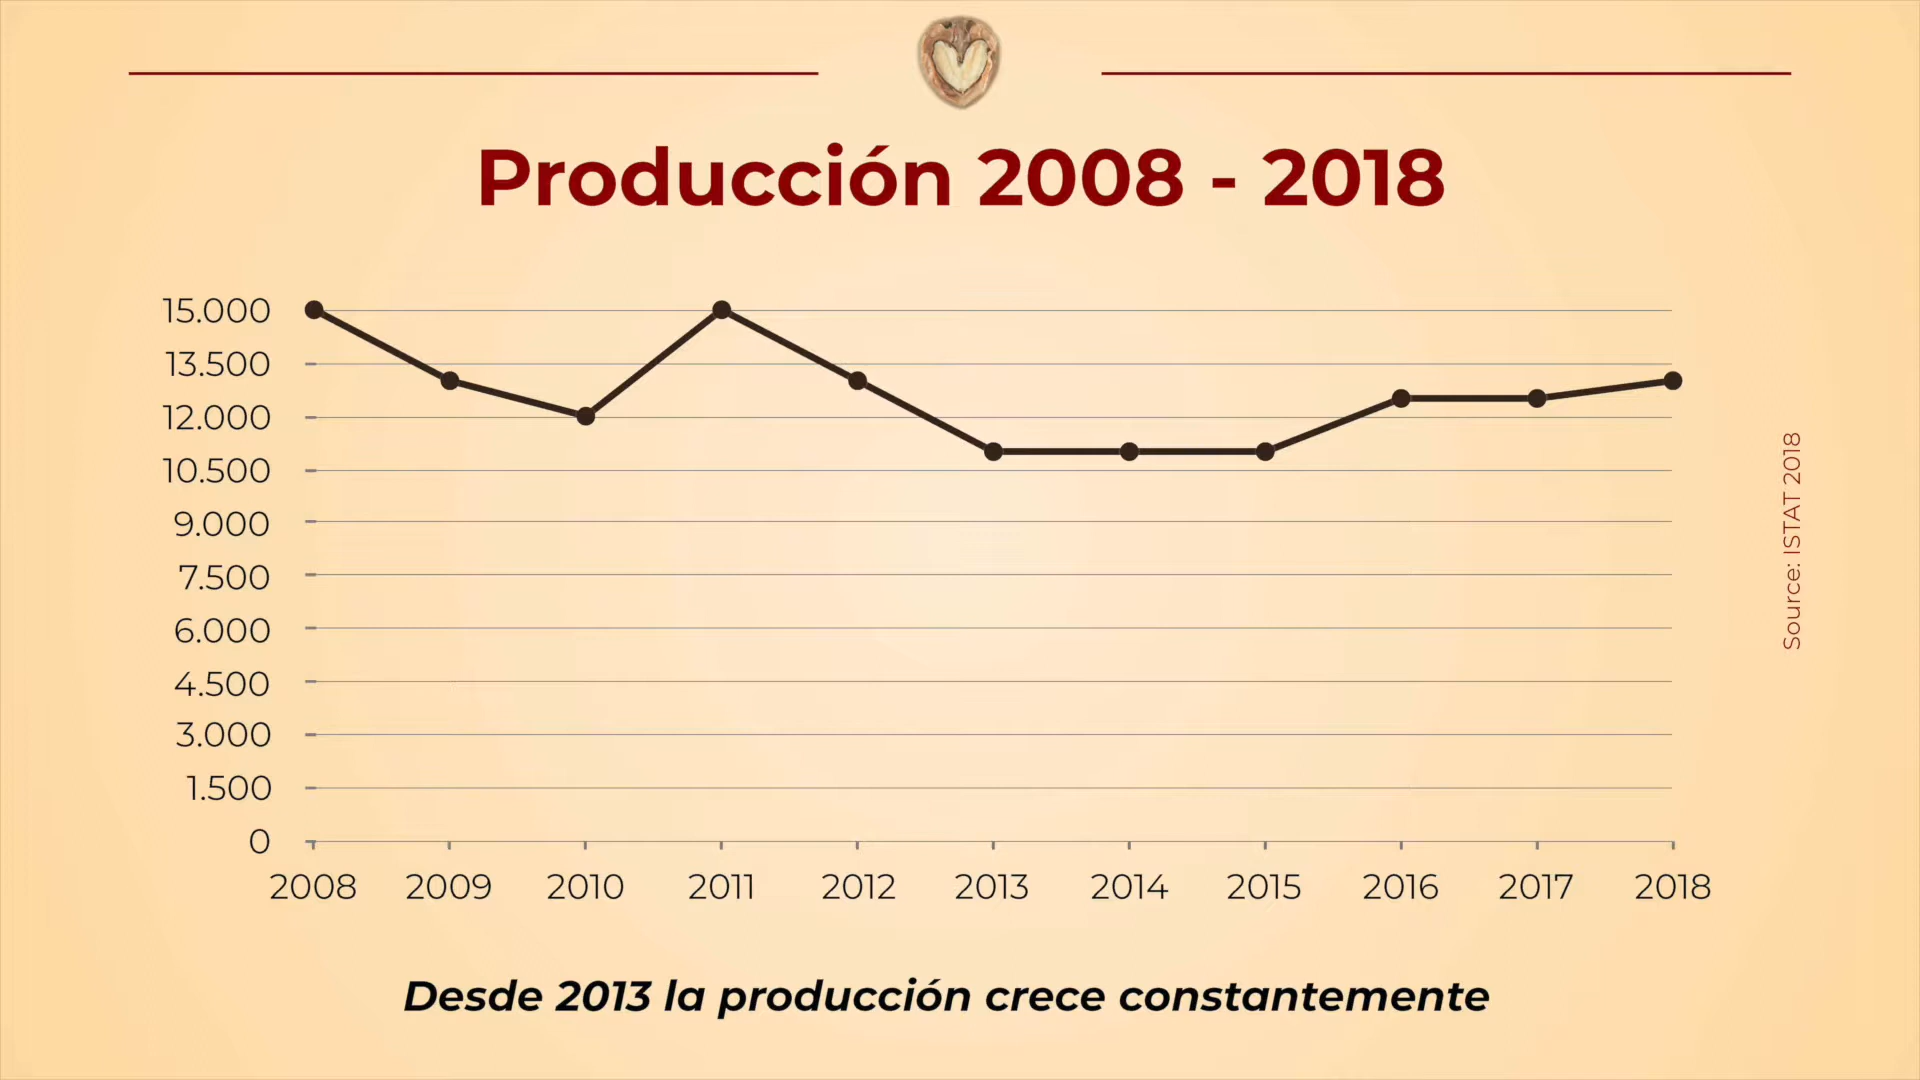 Producción 2008 - 2018
15.000
13.500
12.000
10.500
9.000
7.500
6.000
4.500
3.000
1.500
0
2008 2009 2010 2011 2012 2013 2014 2015 2016 2017 2018
Source: ISTAT 2018
Desde 2013 la producción crece constantemente